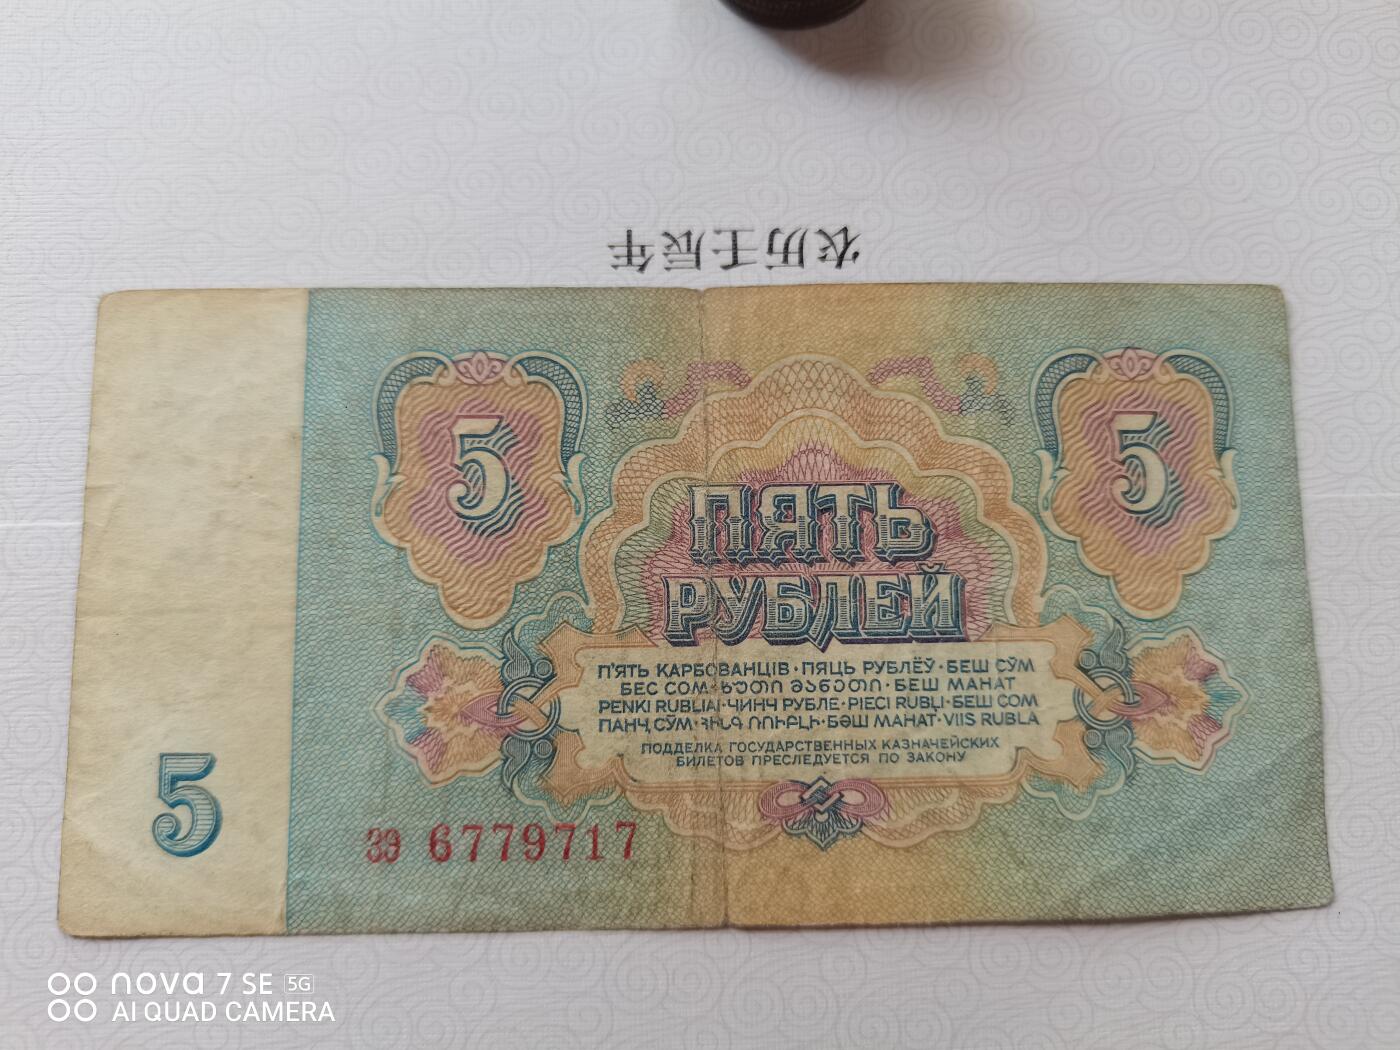 农历壬辰年
5
5
ПЯТЬ
РУБЛЕЙ
П'ЯТЬ КАРБОВАНЦІВ · ПЯЦЬ РУБЛЁЎ · БЕШ СЎМ
БЕС СОМ · ᲮᲣᲗᲘ ᲛᲐᲜᲔᲗᲘ · БЕШ МАНАТ
PENKI RUBLIAI · ЧИНЧ РУБЛЕ · PIECI RUBĻI · БЕШ СОМ
ПАНҶ СӮМ · ՀԻՆԳ ՌՈՒԲԼԻ · БӘШ МАНАТ · VIIS RUBLA
ПОДДЕЛКА ГОСУДАРСТВЕННЫХ КАЗНАЧЕЙСКИХ
БИЛЕТОВ ПРЕСЛЕДУЕТСЯ ПО ЗАКОНУ
5
ЗЭ 6779717
nova 7 SE 5G
AI QUAD CAMERA